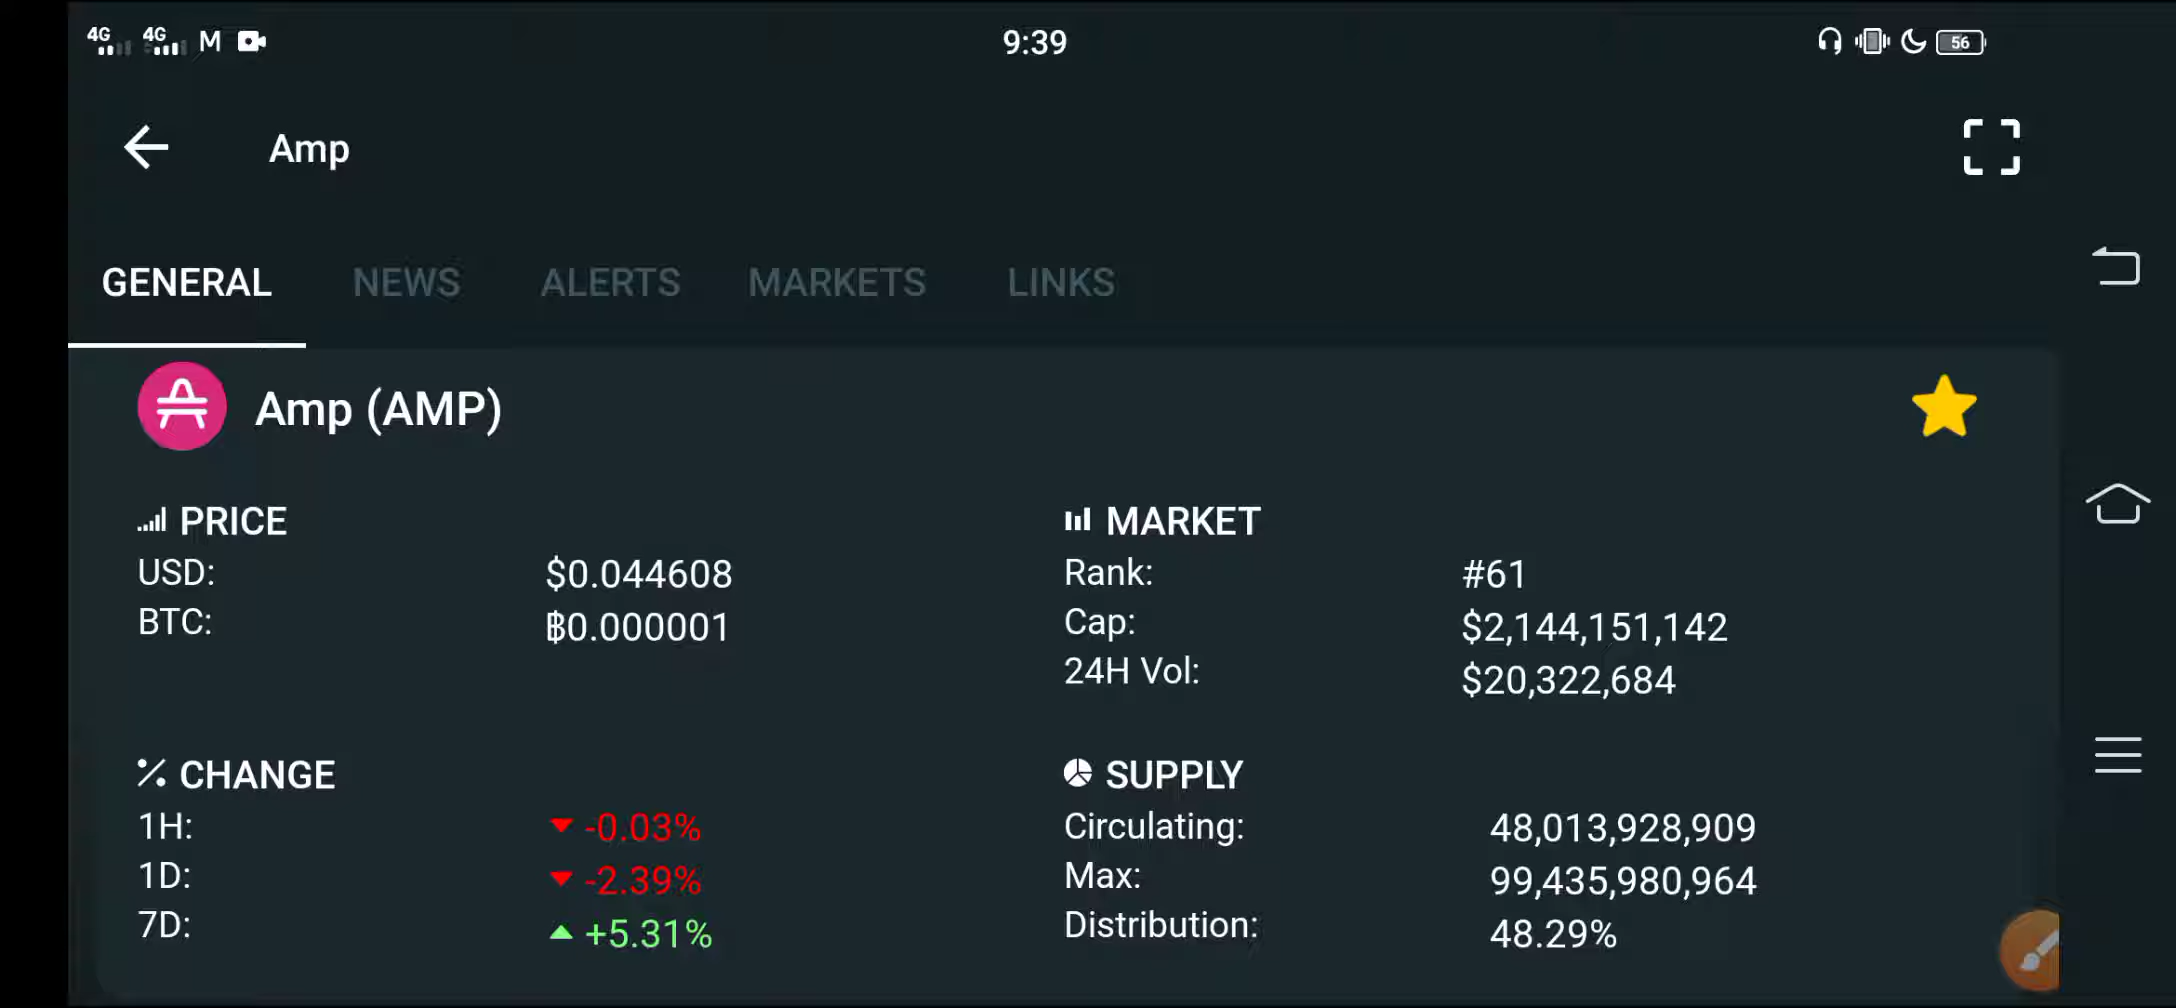 4G 4G M 9:39 56
Amp
GENERAL NEWS ALERTS MARKETS LINKS
Amp (AMP)
PRICE
USD: $0.044608
BTC: ₿0.000001
MARKET
Rank: #61
Cap: $2,144,151,142
24H Vol: $20,322,684
CHANGE
1H: -0.03%
1D: -2.39%
7D: +5.31%
SUPPLY
Circulating: 48,013,928,909
Max: 99,435,980,964
Distribution: 48.29%